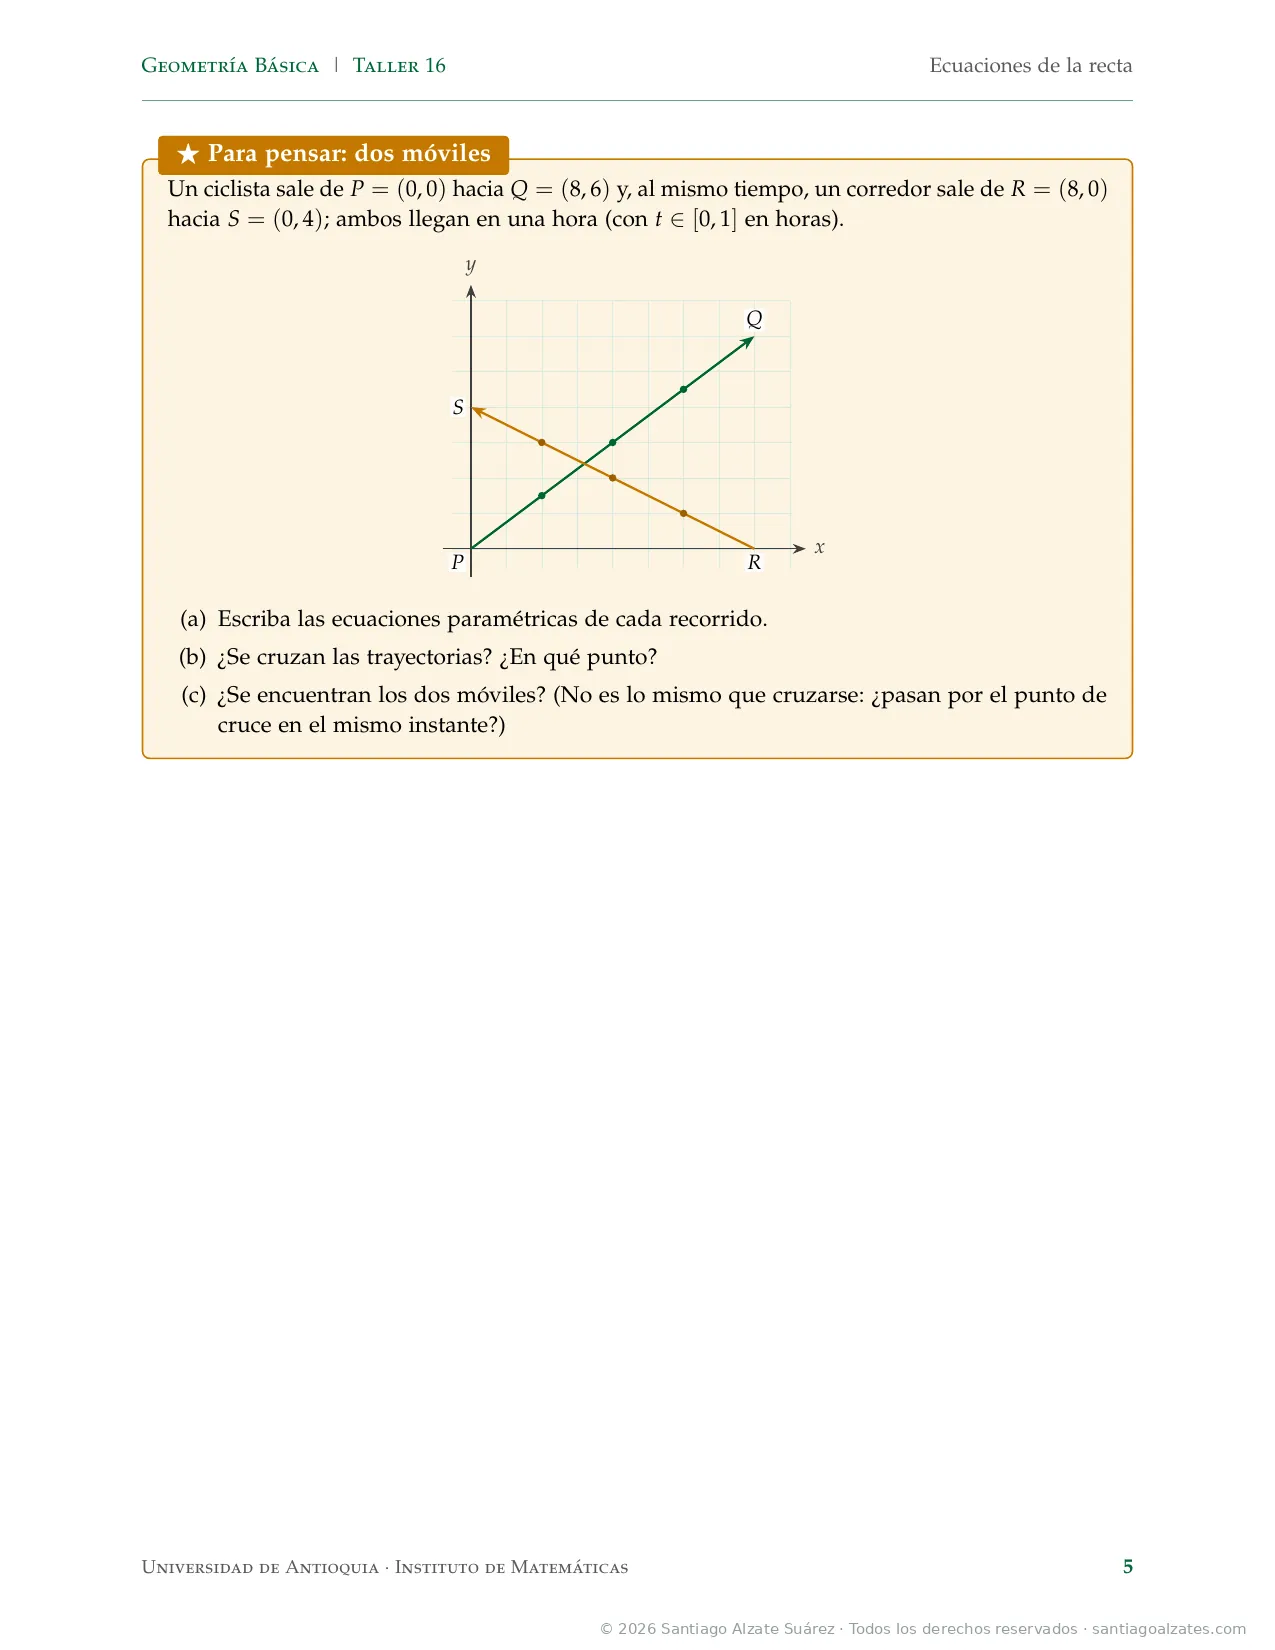 Geometría Básica | Taller 16 Ecuaciones de la recta
★ Para pensar: dos móviles
Un ciclista sale de P = (0, 0) hacia Q = (8, 6) y, al mismo tiempo, un corredor sale de R = (8, 0)
hacia S = (0, 4); ambos llegan en una hora (con t ∈ [0, 1] en horas).
y
Q
S
x
P
R
(a) Escriba las ecuaciones paramétricas de cada recorrido.
(b) ¿Se cruzan las trayectorias? ¿En qué punto?
(c) ¿Se encuentran los dos móviles? (No es lo mismo que cruzarse: ¿pasan por el punto de
cruce en el mismo instante?)
Universidad de Antioquia · Instituto de Matemáticas 5
© 2026 Santiago Alzate Suárez · Todos los derechos reservados · santiagoalzates.com